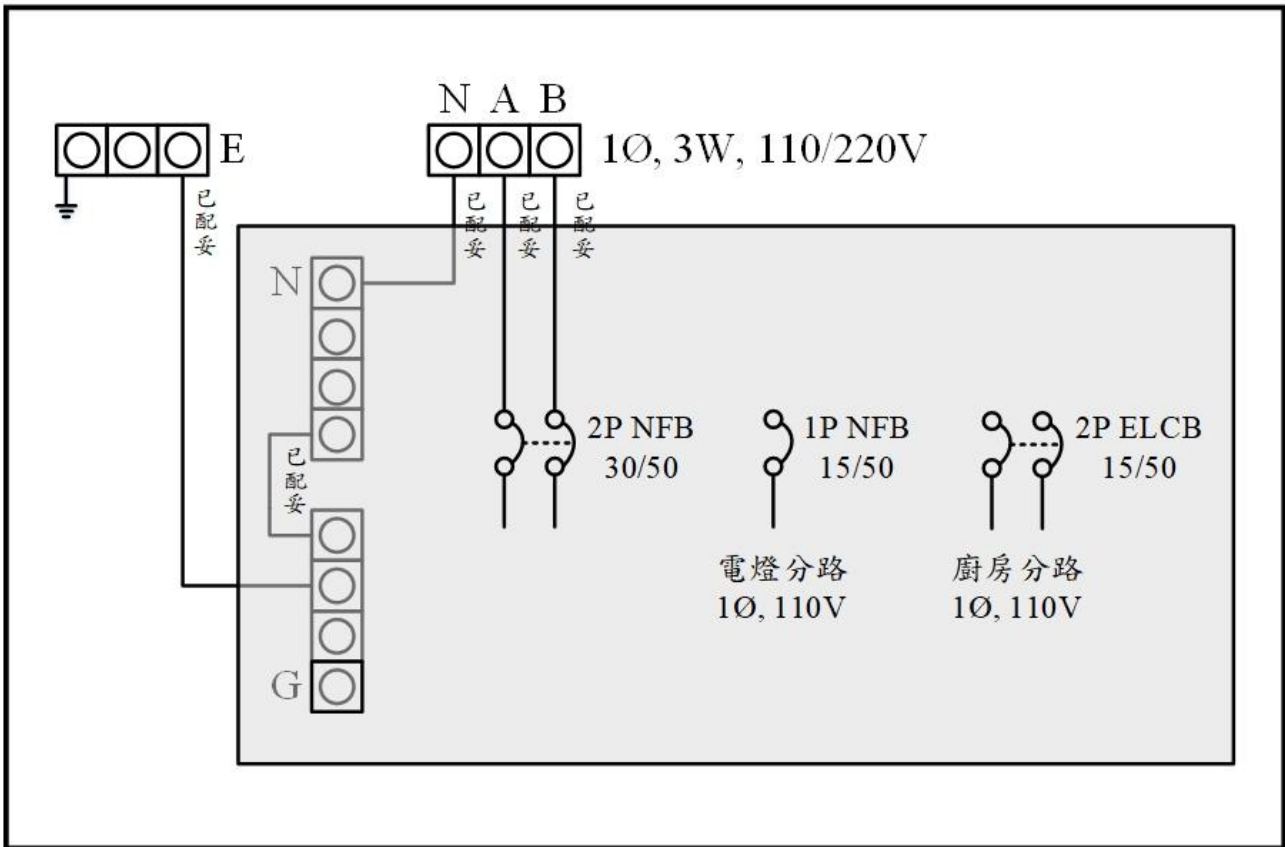 N A B
E
1Ø, 3W, 110/220V
已配妥
已配妥
已配妥
已配妥
N
2P NFB
30/50
1P NFB
15/50
2P ELCB
15/50
已配妥
電燈分路
1Ø, 110V
廚房分路
1Ø, 110V
G